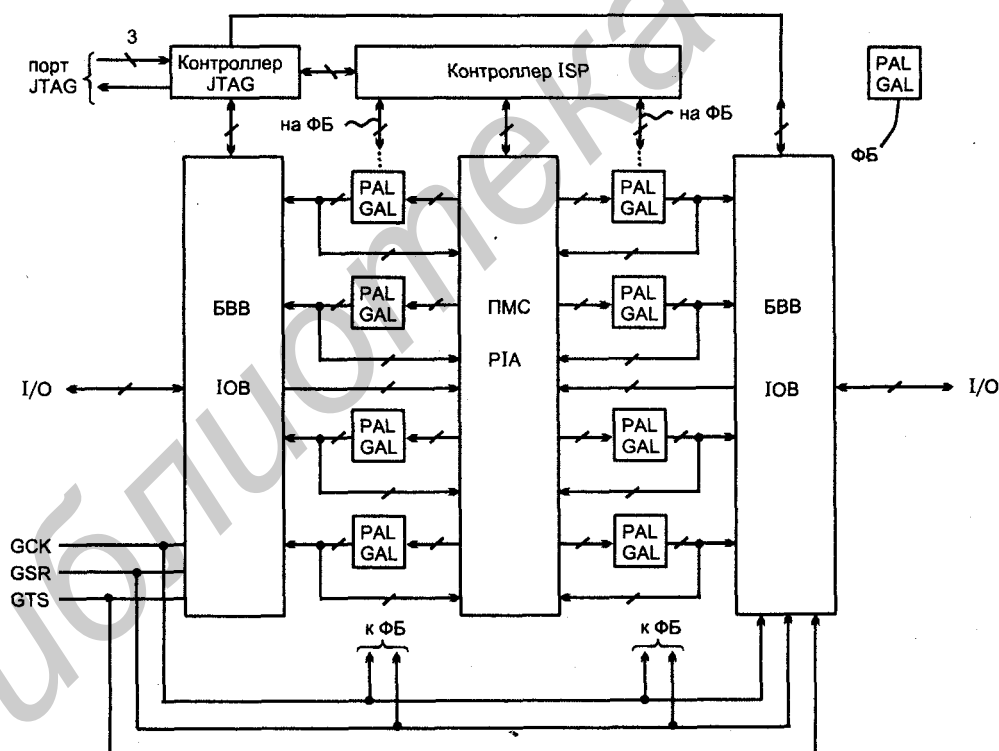 3
порт
JTAG
Контроллер
JTAG
Контроллер ISP
PAL
GAL
ФБ
на ФБ
на ФБ
PAL
GAL
PAL
GAL
БВВ
IOB
PAL
GAL
ПМС
PIA
PAL
GAL
БВВ
IOB
I/O
I/O
PAL
GAL
PAL
GAL
GCK
GSR
GTS
PAL
GAL
PAL
GAL
к ФБ
к ФБ
иблиотека